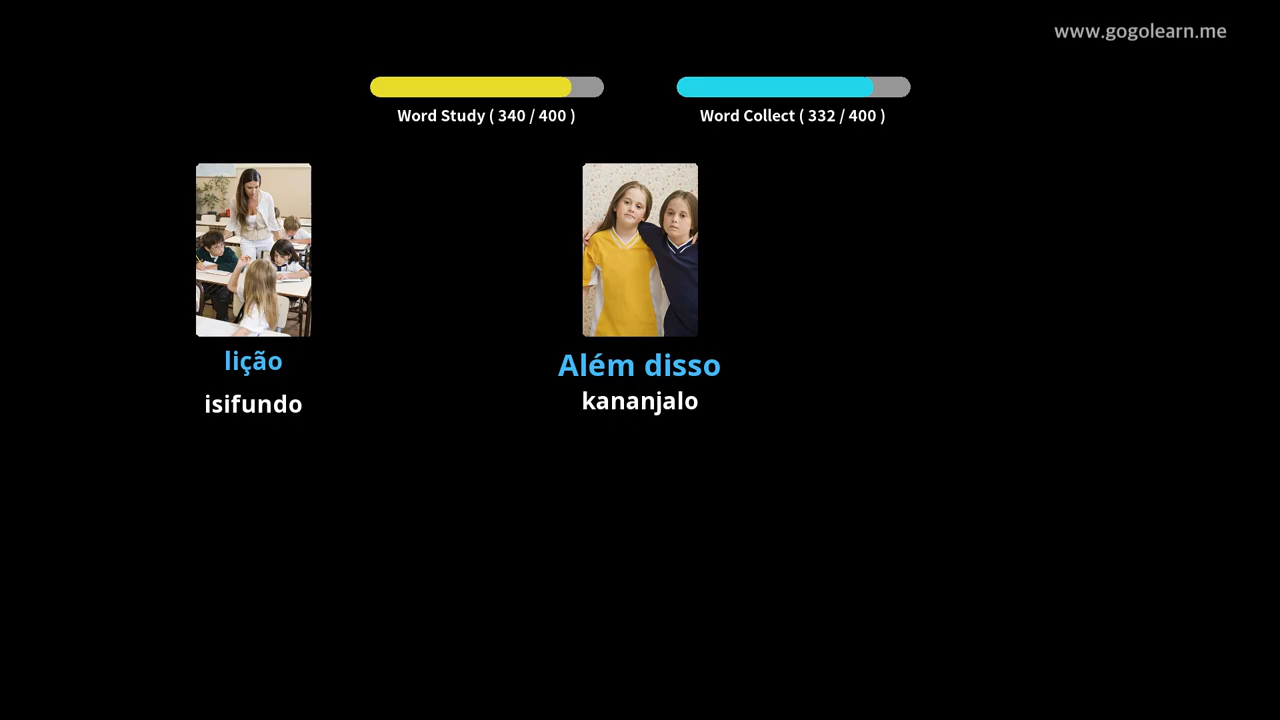 www.gogolearn.me
Word Study ( 340 / 400 )
Word Collect ( 332 / 400 )
lição
isifundo
Além disso
kananjalo